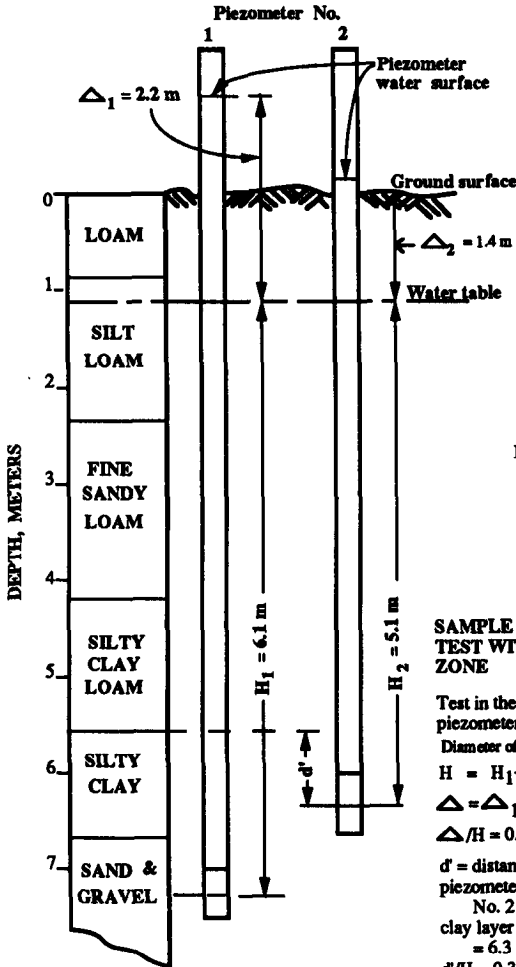 Piezometer No.
1
2
Piezometer
water surface
△1 = 2.2 m
Ground surface
0
LOAM
△2 = 1.4 m
1
Water table
SILT
LOAM
2
DEPTH, METERS
3
FINE
SANDY
LOAM
4
H1 = 6.1 m
H2 = 5.1 m
SILTY
CLAY
LOAM
5
SILTY
CLAY
6
d'
7
SAND &
GRAVEL
SAMPLE
TEST WIT
ZONE
Test in the
piezometer
Diameter of
H = H1-
△ = △1
△/H = 0.
d' = distan
piezometer
No. 2
clay layer
= 6.3
d'/H = 0.3